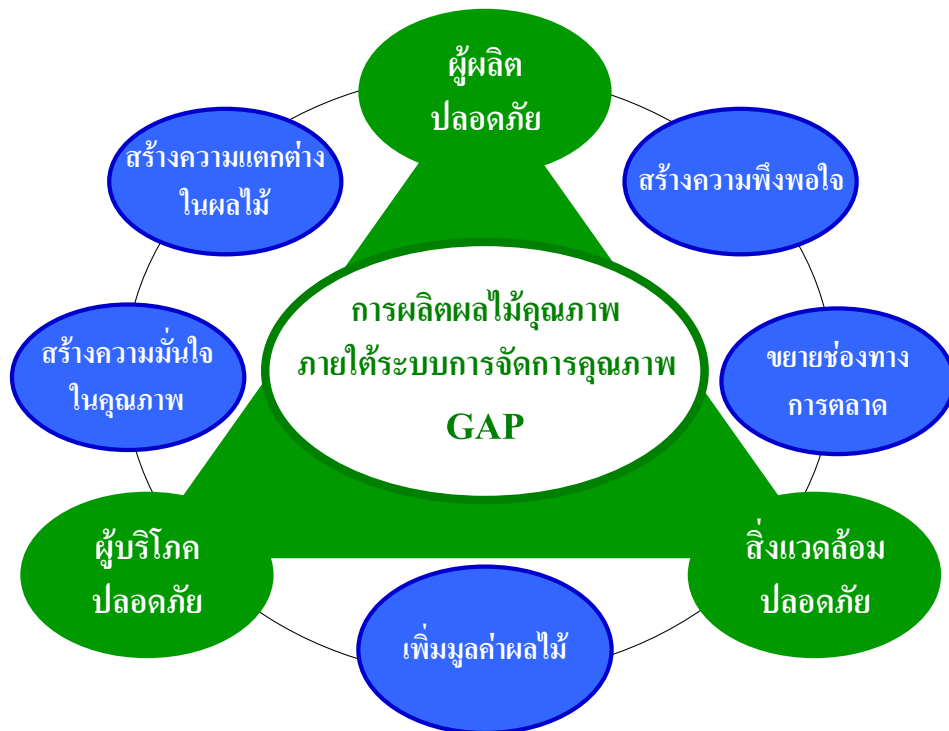 ผู้ผลิต
ปลอดภัย
สร้างความแตกต่าง
ในผลไม้
สร้างความพึงพอใจ
การผลิตผลไม้คุณภาพ
ภายใต้ระบบการจัดการคุณภาพ
GAP
สร้างความมั่นใจ
ในคุณภาพ
ขยายช่องทาง
การตลาด
ผู้บริโภค
ปลอดภัย
สิ่งแวดล้อม
ปลอดภัย
เพิ่มมูลค่าผลไม้